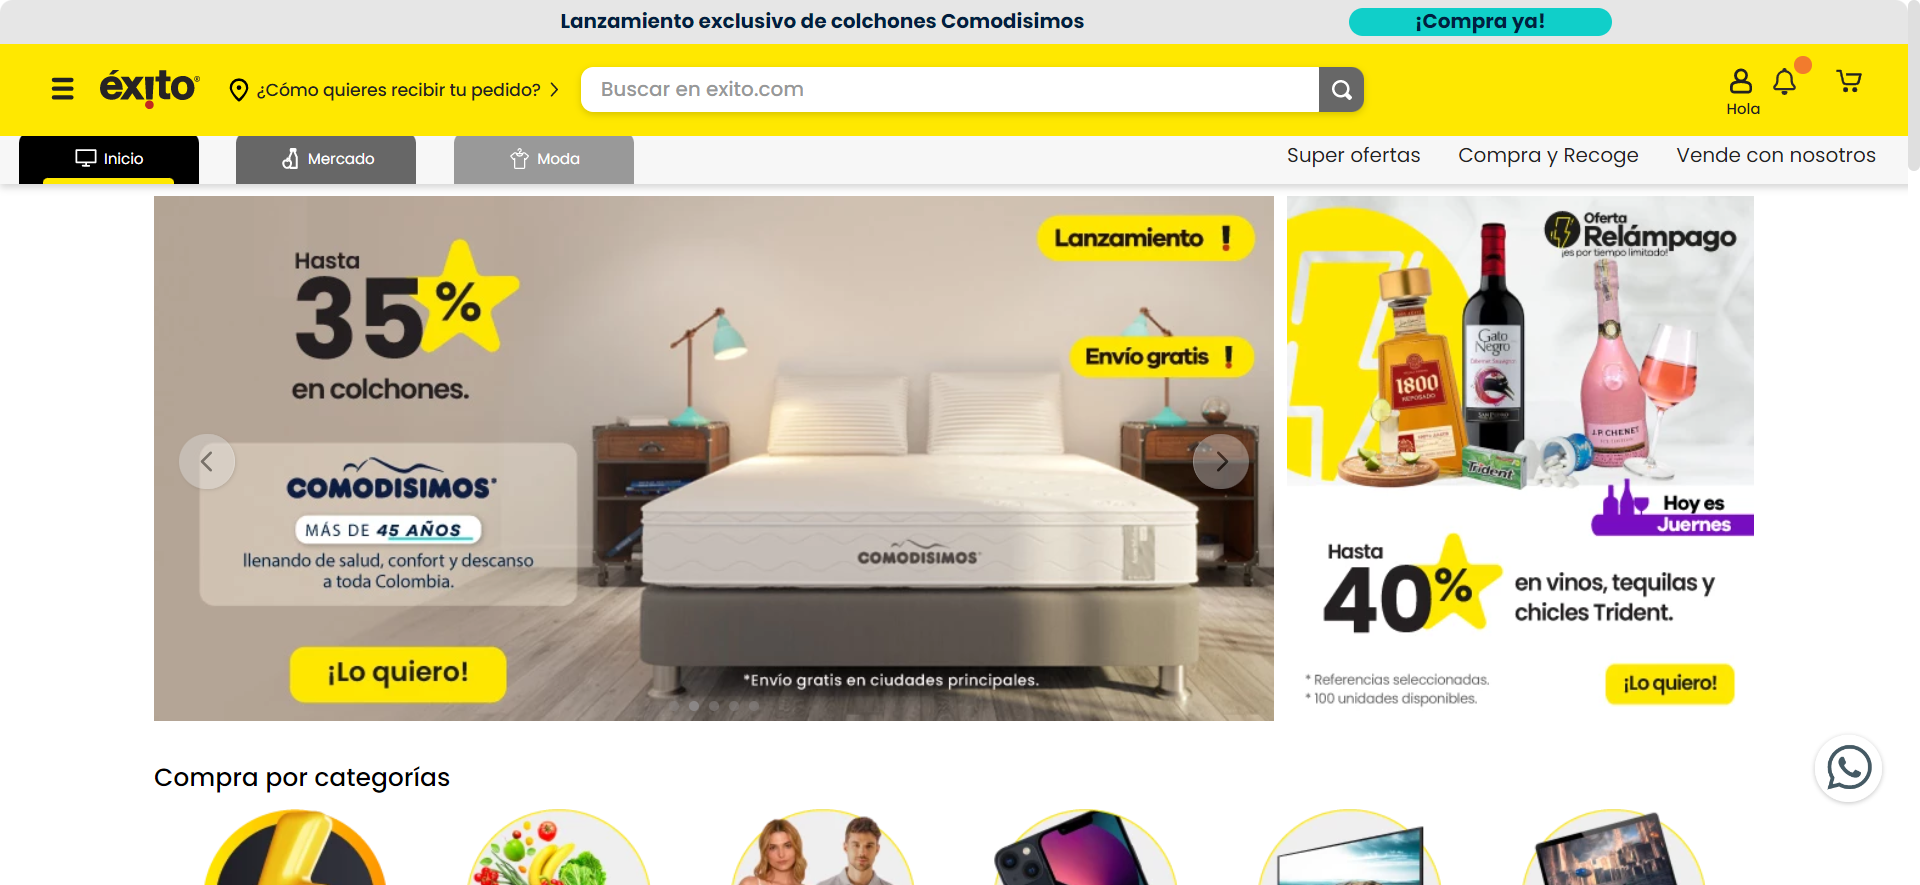 Lanzamiento exclusivo de colchones Comodisimos
¡Compra ya!
éxito
¿Cómo quieres recibir tu pedido?
Buscar en exito.com
Hola
Inicio
Mercado
Moda
Super ofertas
Compra y Recoge
Vende con nosotros
Hasta
35%
en colchones.
Lanzamiento !
Envío gratis !
COMODISIMOS
MÁS DE 45 AÑOS
llenando de salud, confort y descanso
a toda Colombia.
¡Lo quiero!
COMODISIMOS
*Envío gratis en ciudades principales.
Oferta
Relámpago
¡es por tiempo limitado!
1800
REPOSADO
Gato
Negro
J.P. CHENET
Trident
Hoy es
Juernes
Hasta
40%
en vinos, tequilas y
chicles Trident.
* Referencias seleccionadas.
* 100 unidades disponibles.
¡Lo quiero!
Compra por categorías